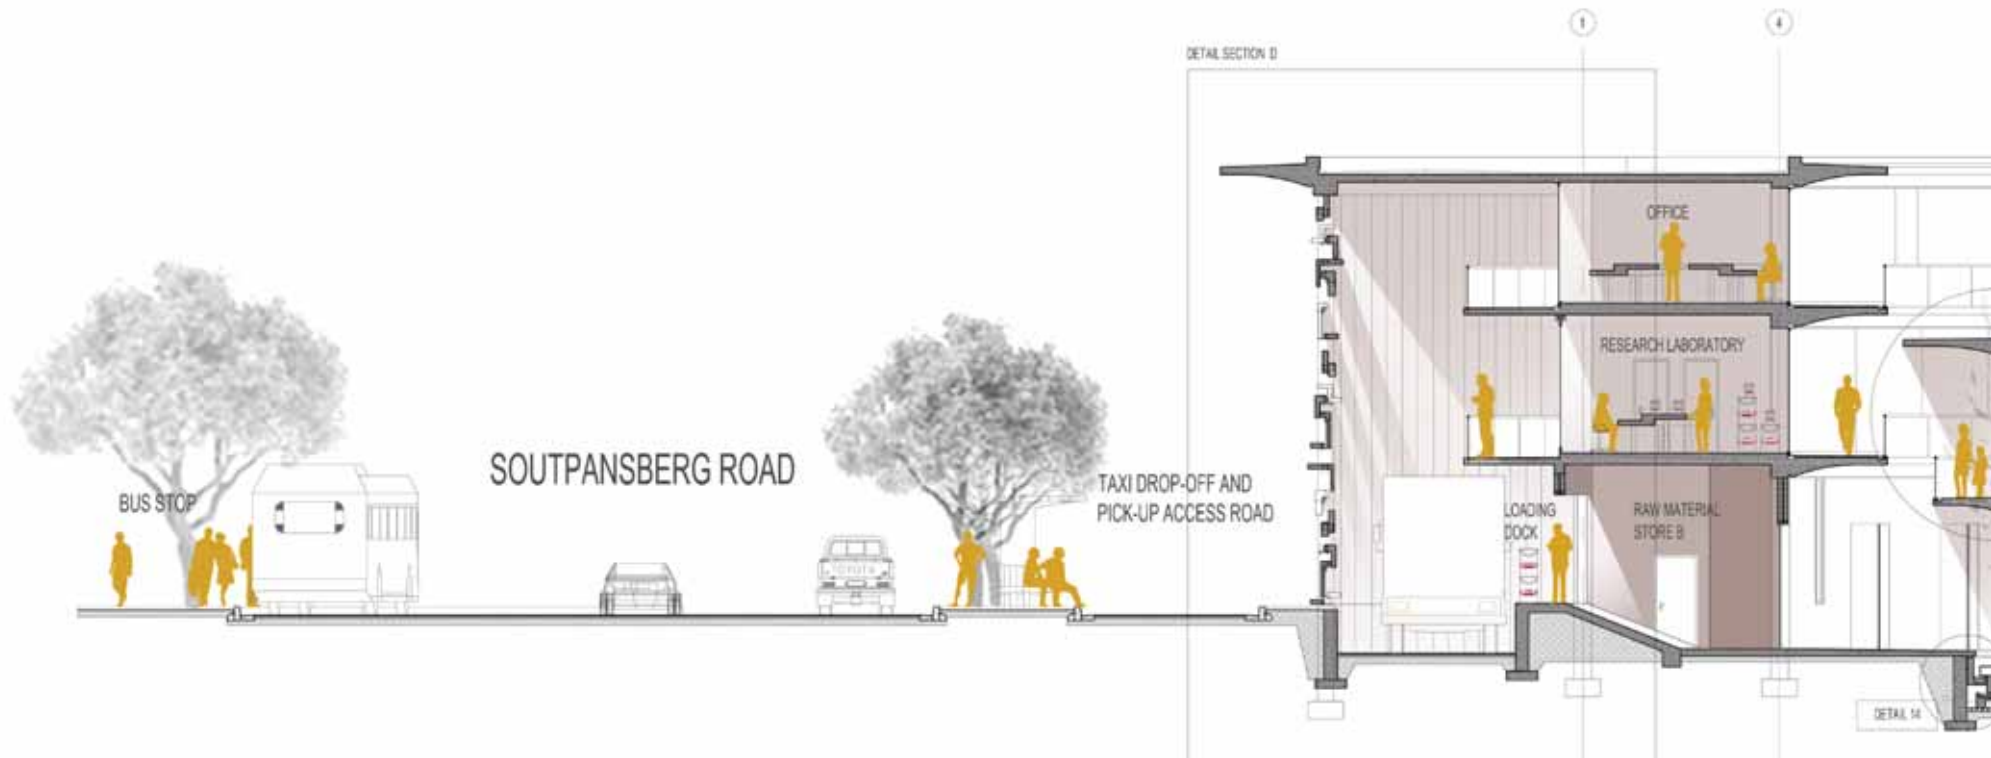 1
4
DETAIL SECTION D
OFFICE
RESEARCH LABORATORY
SOUTPANSBERG ROAD
BUS STOP
TAXI DROP-OFF AND
PICK-UP ACCESS ROAD
LOADING
DOCK
RAW MATERIAL
STORE B
TOYOTA
DETAIL 14